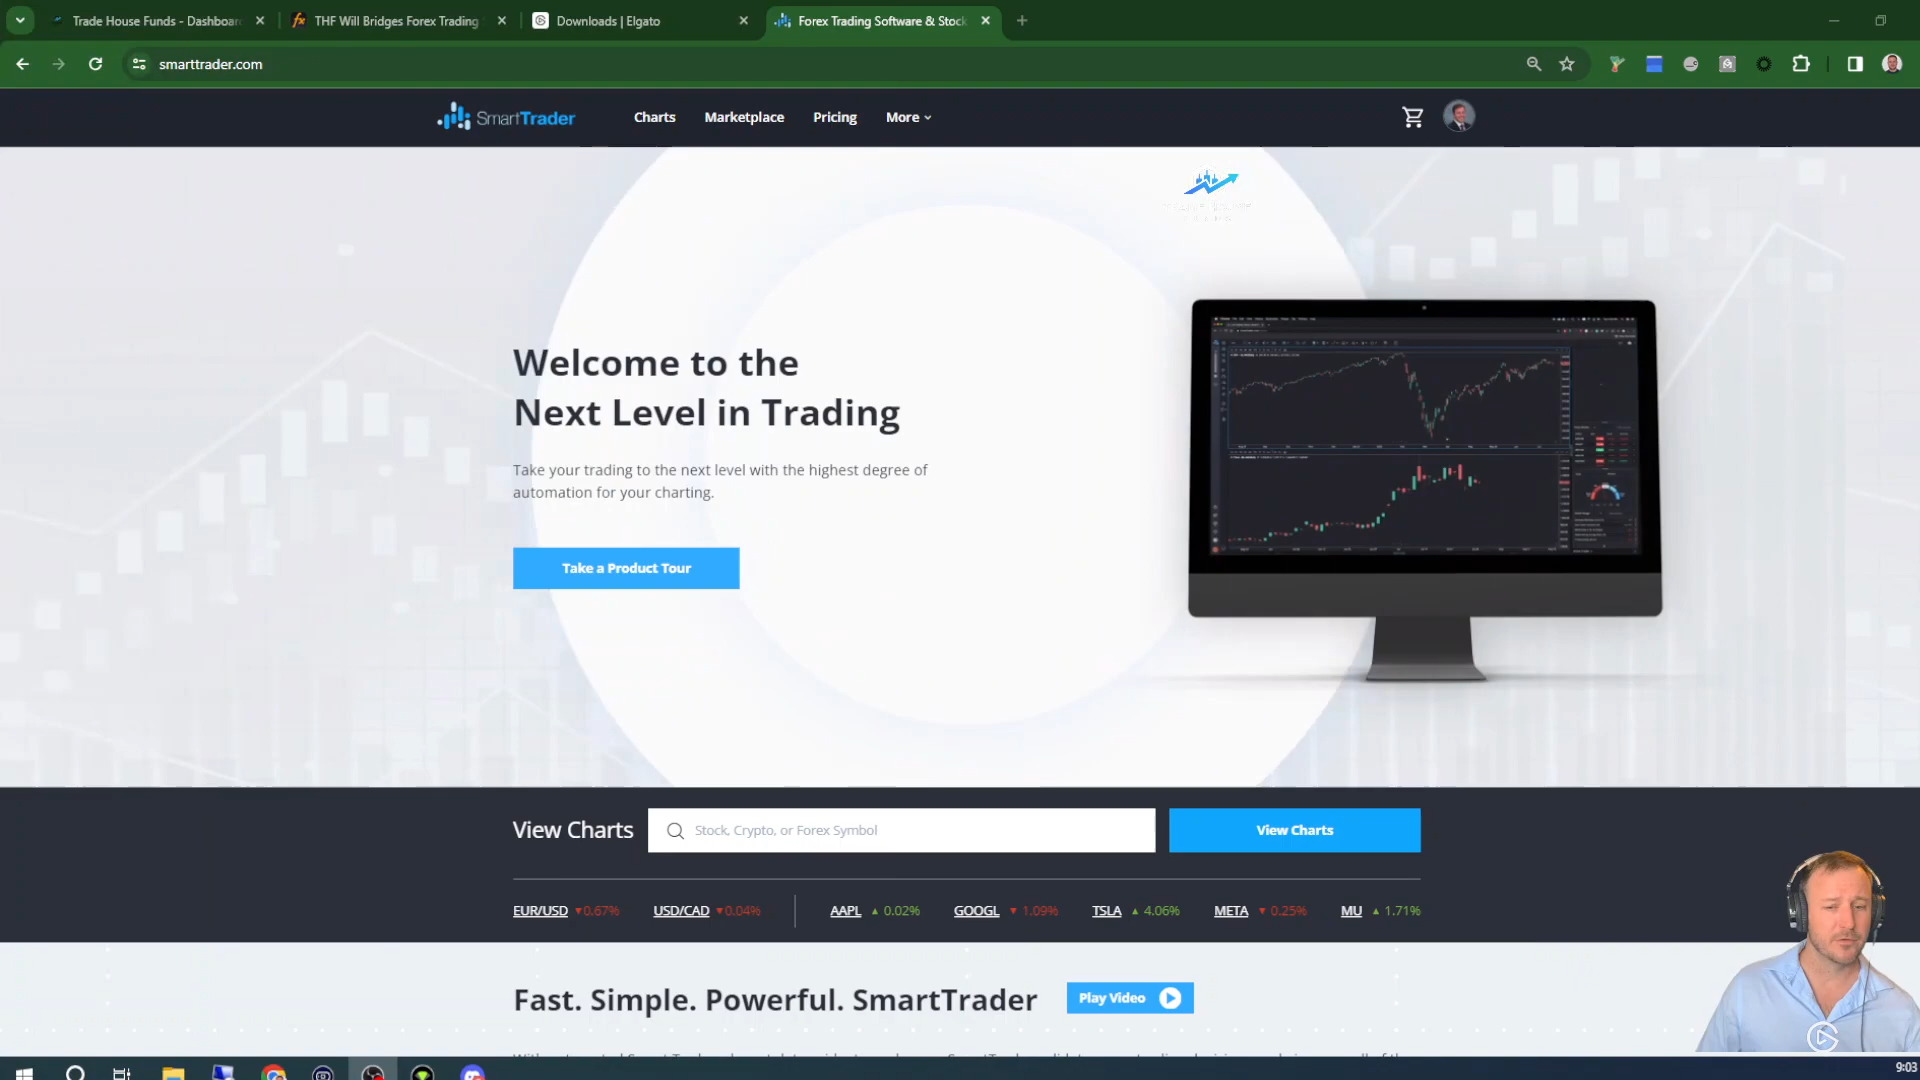 Trade House Funds - Dashboar
THF Will Bridges Forex Trading
Downloads | Elgato
Forex Trading Software & Stock
smarttrader.com
SmartTrader
Charts
Marketplace
Pricing
More
Welcome to the
Next Level in Trading
Take your trading to the next level with the highest degree of
automation for your charting.
Take a Product Tour
View Charts
Stock, Crypto, or Forex Symbol
View Charts
EUR/USD ▼0.67%
USD/CAD ▼0.04%
AAPL ▲ 0.02%
GOOGL ▼ 1.09%
TSLA ▲ 4.06%
META ▼ 0.25%
MU ▲ 1.71%
Fast. Simple. Powerful. SmartTrader
Play Video
9:03